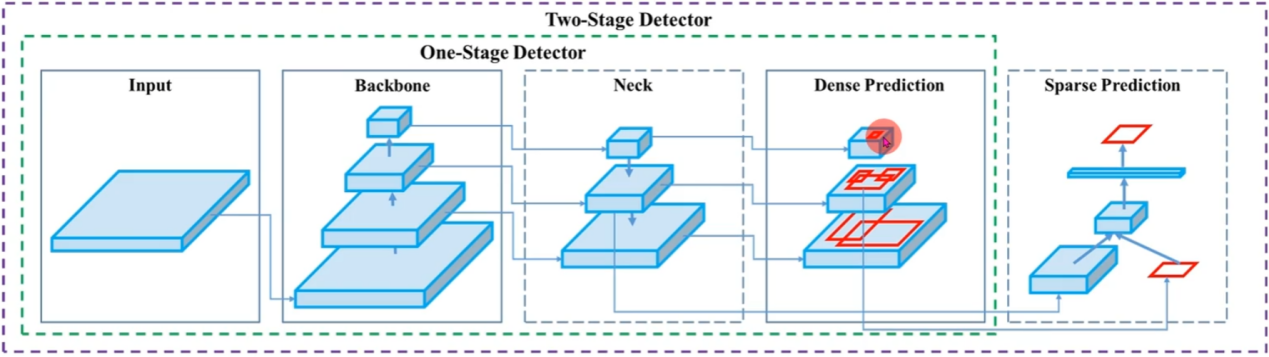 Two-Stage Detector
One-Stage Detector
Input
Backbone
Neck
Dense Prediction
Sparse Prediction